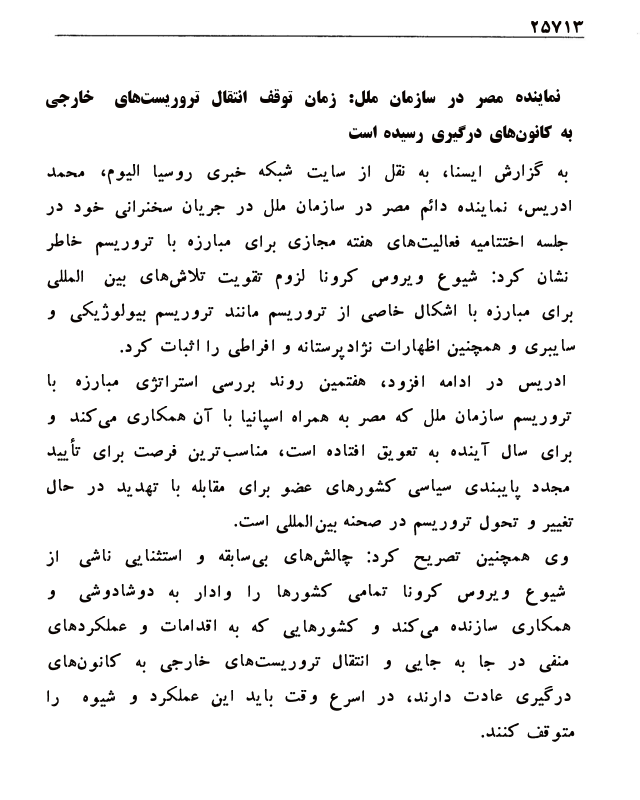 ۲۵۷۱۳
نماینده مصر در سازمان ملل: زمان توقف انتقال تروریست‌های خارجی
به کانون‌های درگیری رسیده است
به گزارش ایسنا، به نقل از سایت شبکه خبری روسیا الیوم، محمد
ادریس، نماینده دائم مصر در سازمان ملل در جریان سخنرانی خود در
جلسه اختتامیه فعالیت‌های هفته مجازی برای مبارزه با تروریسم خاطر
نشان کرد: شیوع ویروس کرونا لزوم تقویت تلاش‌های بین المللی
برای مبارزه با اشکال خاصی از تروریسم مانند تروریسم بیولوژیکی و
سایبری و همچنین اظهارات نژادپرستانه و افراطی را اثبات کرد.
ادریس در ادامه افزود، هفتمین روند بررسی استراتژی مبارزه با
تروریسم سازمان ملل که مصر به همراه اسپانیا با آن همکاری می‌کند و
برای سال آینده به تعویق افتاده است، مناسب‌ترین فرصت برای تأیید
مجدد پایبندی سیاسی کشورهای عضو برای مقابله با تهدید در حال
تغییر و تحول تروریسم در صحنه بین‌المللی است.
وی همچنین تصریح کرد: چالش‌های بی‌سابقه و استثنایی ناشی از
شیوع ویروس کرونا تمامی کشورها را وادار به دوشادوشی و
همکاری سازنده می‌کند و کشورهایی که به اقدامات و عملکردهای
منفی در جا به جایی و انتقال تروریست‌های خارجی به کانون‌های
درگیری عادت دارند، در اسرع وقت باید این عملکرد و شیوه را
متوقف کنند.